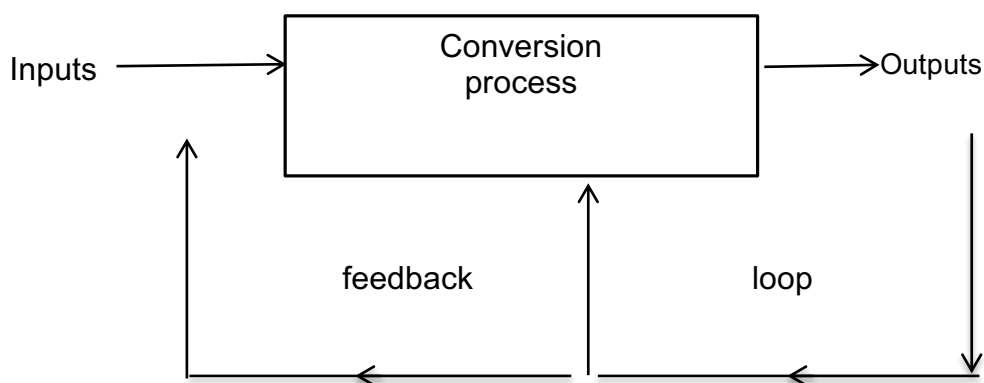 Conversion
process
Inputs
Outputs
feedback
loop